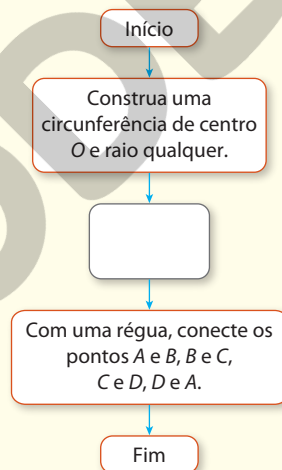 Início
Construa uma
circunferência de centro
O e raio qualquer.
Com uma régua, conecte os
pontos A e B, B e C,
C e D, D e A.
Fim